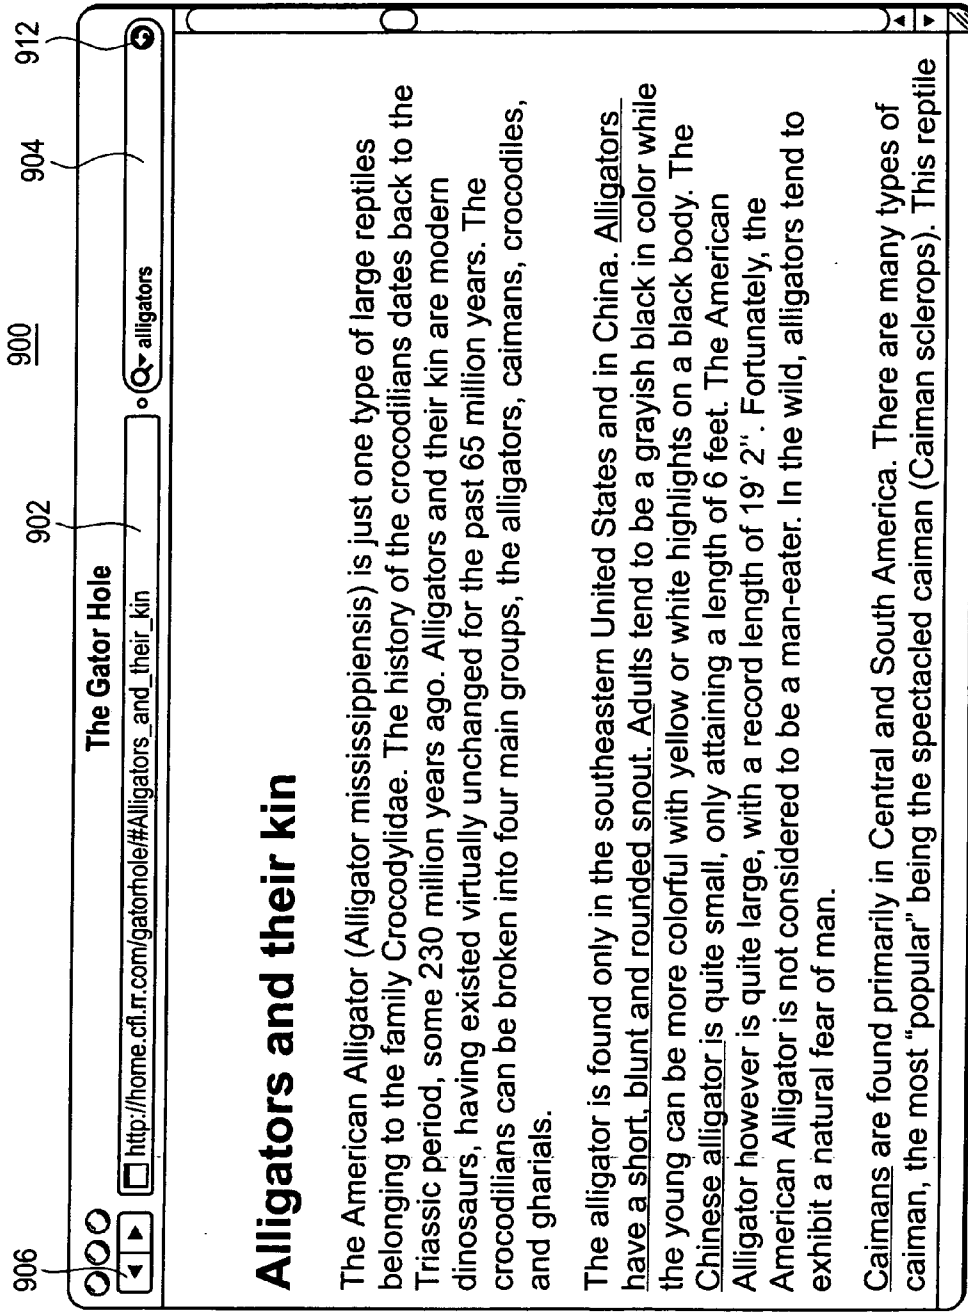 900
906
902
904
912
The Gator Hole
http://home.cfl.rr.com/gatorhole/#Alligators_and_their_kin
alligators
Alligators and their kin
The American Alligator (Alligator mississippiensis) is just one type of large reptiles
belonging to the family Crocodylidae. The history of the crocodilians dates back to the
Triassic period, some 230 million years ago. Alligators and their kin are modern
dinosaurs, having existed virtually unchanged for the past 65 million years. The
crocodilians can be broken into four main groups, the alligators, caimans, crocodiles,
and gharials.
The alligator is found only in the southeastern United States and in China. Alligators
have a short, blunt and rounded snout. Adults tend to be a grayish black in color while
the young can be more colorful with yellow or white highlights on a black body. The
Chinese alligator is quite small, only attaining a length of 6 feet. The American
Alligator however is quite large, with a record length of 19' 2". Fortunately, the
American Alligator is not considered to be a man-eater. In the wild, alligators tend to
exhibit a natural fear of man.
Caimans are found primarily in Central and South America. There are many types of
caiman, the most "popular" being the spectacled caiman (Caiman sclerops). This reptile